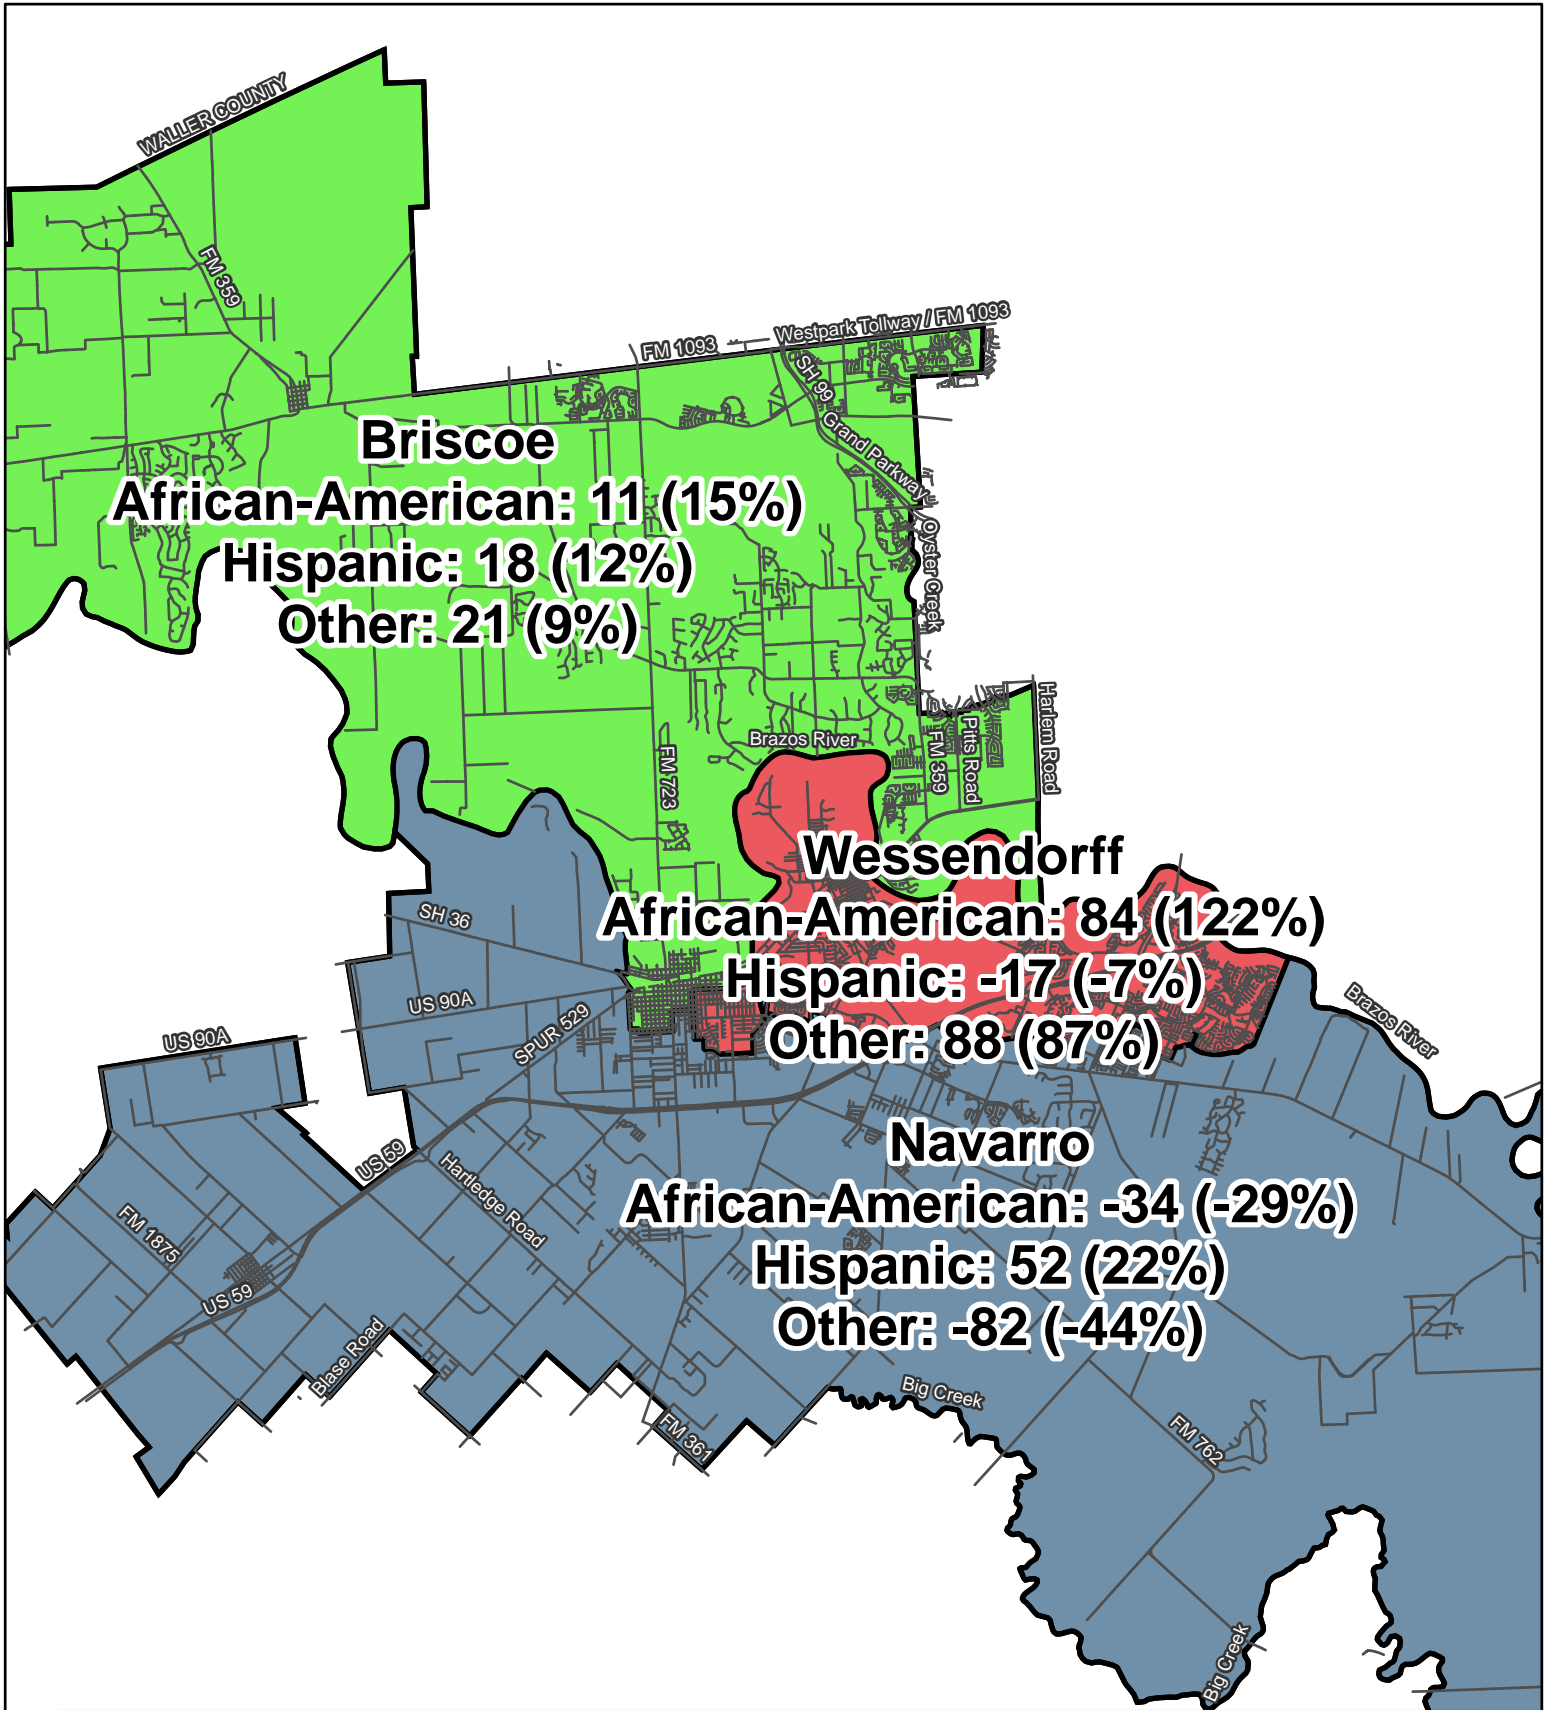 WALLER COUNTY
FM 359
FM 1093
Westpark Tollway / FM 1093
SH 99
Grand Parkway
Briscoe
African-American: 11 (15%)
Hispanic: 18 (12%)
Other: 21 (9%)
Oyster Creek
Harlem Road
Pitts Road
FM 359
Brazos River
FM 723
Wessendorff
African-American: 84 (122%)
Hispanic: -17 (-7%)
Other: 88 (87%)
SH 36
US 90A
SPUR 529
US 90A
Brazos River
Navarro
African-American: -34 (-29%)
Hispanic: 52 (22%)
Other: -82 (-44%)
US 59
Hartledge Road
FM 1875
US 59
Blase Road
Big Creek
FM 361
FM 762
Big Creek